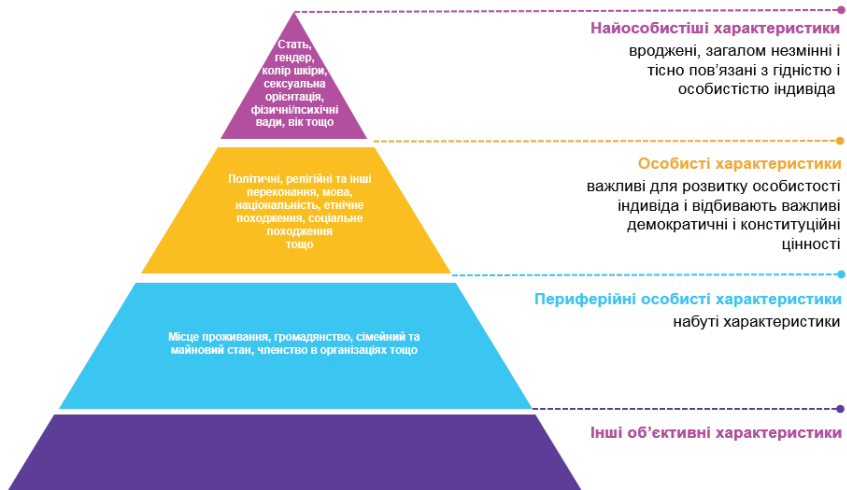 Стать,
гендер,
колір шкіри,
сексуальна
орієнтація,
фізичні/психічні
вади, вік тощо
Найособистіші характеристики
вроджені, загалом незмінні і
тісно пов’язані з гідністю і
особистістю індивіда
Політичні, релігійні та інші
переконання, мова,
національність, етнічне
походження, соціальне
походження
тощо
Особисті характеристики
важливі для розвитку особистості
індивіда і відбивають важливі
демократичні і конституційні
цінності
Місце проживання, громадянство, сімейний та
майновий стан, членство в організаціях тощо
Периферійні особисті характеристики
набуті характеристики
Інші об’єктивні характеристики